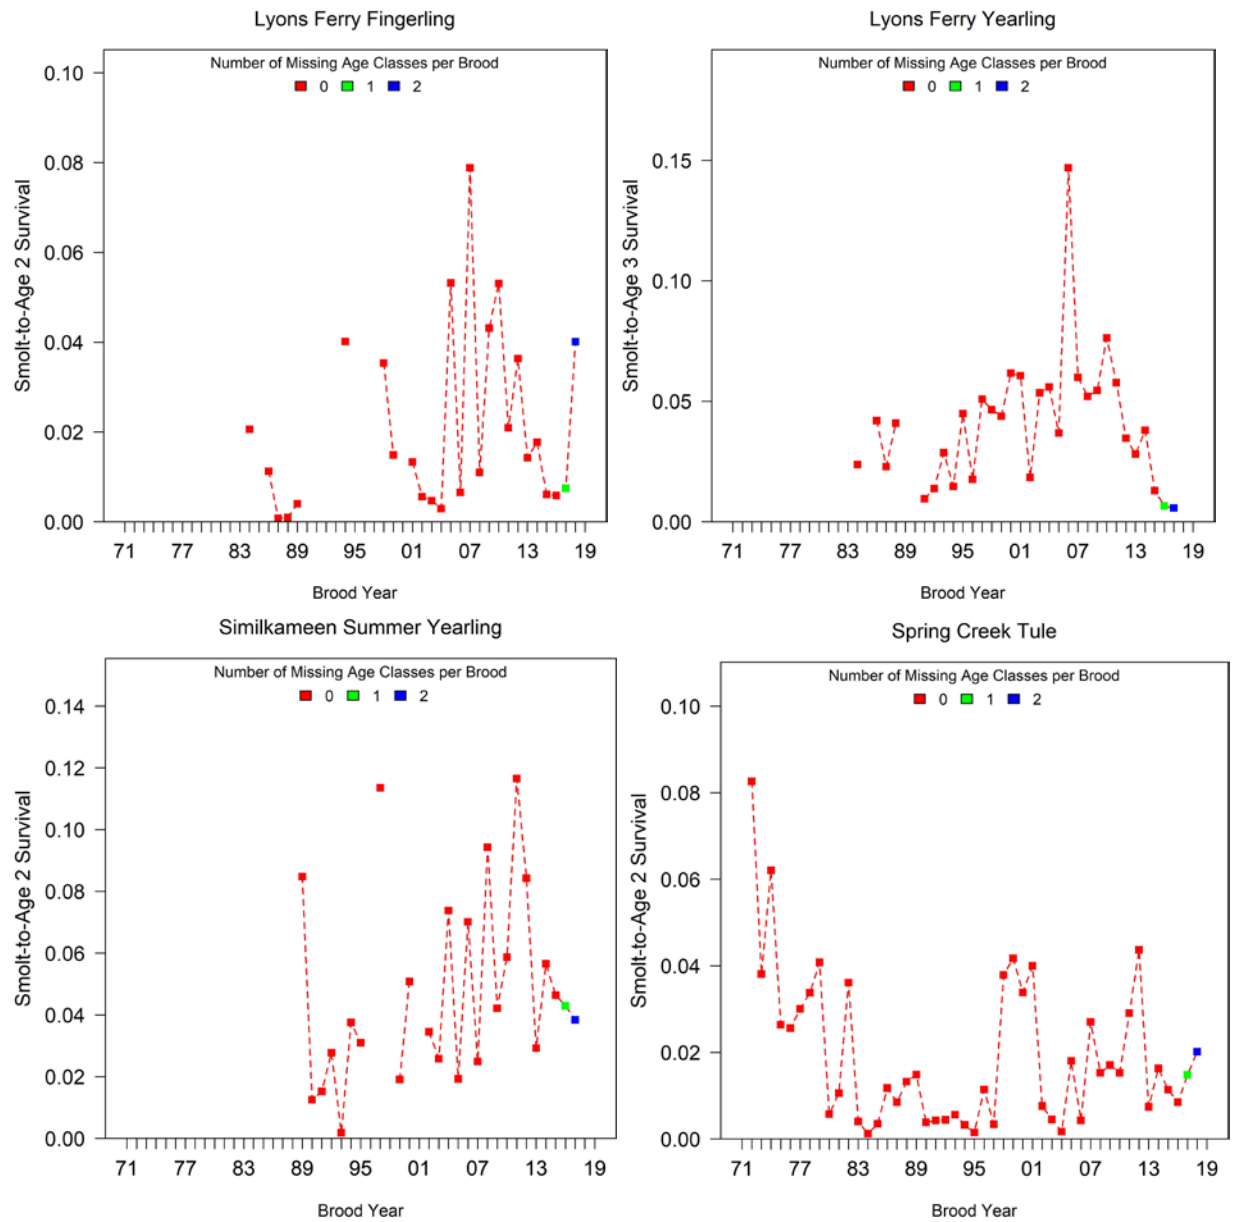 Lyons Ferry Fingerling
Number of Missing Age Classes per Brood
0 1 2
Smolt-to-Age 2 Survival
0.10
0.08
0.06
0.04
0.02
0.00
71 77 83 89 95 01 07 13 19
Brood Year
Lyons Ferry Yearling
Number of Missing Age Classes per Brood
0 1 2
Smolt-to-Age 3 Survival
0.15
0.10
0.05
0.00
71 77 83 89 95 01 07 13 19
Brood Year
Similkameen Summer Yearling
Number of Missing Age Classes per Brood
0 1 2
Smolt-to-Age 2 Survival
0.14
0.12
0.10
0.08
0.06
0.04
0.02
0.00
71 77 83 89 95 01 07 13 19
Brood Year
Spring Creek Tule
Number of Missing Age Classes per Brood
0 1 2
Smolt-to-Age 2 Survival
0.10
0.08
0.06
0.04
0.02
0.00
71 77 83 89 95 01 07 13 19
Brood Year